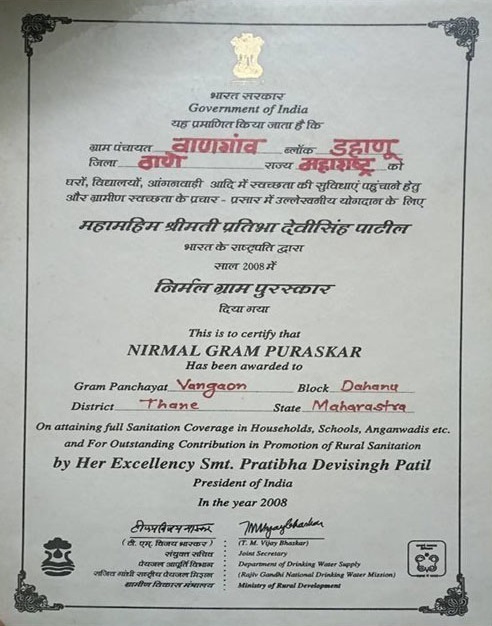 भारत सरकार
Government of India
यह प्रमाणित किया जाता है कि
ग्राम पंचायत वाणगांव ब्लॉक डहाणू
जिला ठाणे राज्य महाराष्ट्र को
घरों, विद्यालयों, आंगनवाड़ी आदि में स्वच्छता की सुविधाएं पहुंचाने हेतु
और ग्रामीण स्वच्छता के प्रचार - प्रसार में उल्लेखनीय योगदान के लिए
महामहिम श्रीमती प्रतिभा देवीसिंह पाटील
भारत के राष्ट्रपति द्वारा
साल 2008 में
निर्मल ग्राम पुरस्कार
दिया गया
This is to certify that
NIRMAL GRAM PURASKAR
Has been awarded to
Gram Panchayat Vangaon Block Dahanu
District Thane State Maharastra
On attaining full Sanitation Coverage in Households, Schools, Anganwadis etc.
and For Outstanding Contribution in Promotion of Rural Sanitation
by Her Excellency Smt. Pratibha Devisingh Patil
President of India
In the year 2008
(टी. एम. विजय भास्कर) : (T. M. Vijay Bhaskar)
संयुक्त सचिव : Joint Secretary
पेयजल आपूर्ति विभाग : Department of Drinking Water Supply
राजीव गांधी राष्ट्रीय पेयजल मिशन : (Rajiv Gandhi National Drinking Water Mission)
ग्रामीण विकास मंत्रालय : Ministry of Rural Development